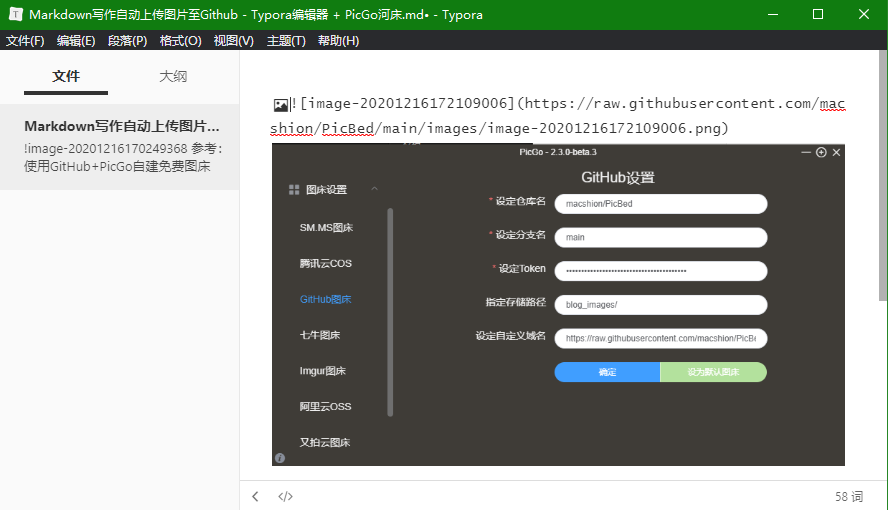 Markdown写作自动上传图片至Github - Typora编辑器 + PicGo河床.md• - Typora
文件(F) 编辑(E) 段落(P) 格式(O) 视图(V) 主题(T) 帮助(H)
文件 大纲
Markdown写作自动上传图片...
!image-20201216170249368 参考：
使用GitHub+PicGo自建免费图床
![image-20201216172109006](https://raw.githubusercontent.com/mac
shion/PicBed/main/images/image-20201216172109006.png)
PicGo - 2.3.0-beta.3
图床设置
SM.MS图床
腾讯云COS
GitHub图床
七牛图床
Imgur图床
阿里云OSS
又拍云图床
GitHub设置
* 设定仓库名 macshion/PicBed
* 设定分支名 main
* 设定Token
指定存储路径 blog_images/
设定自定义域名 https://raw.githubusercontent.com/macshion/PicBe
确定 设为默认图床
58 词